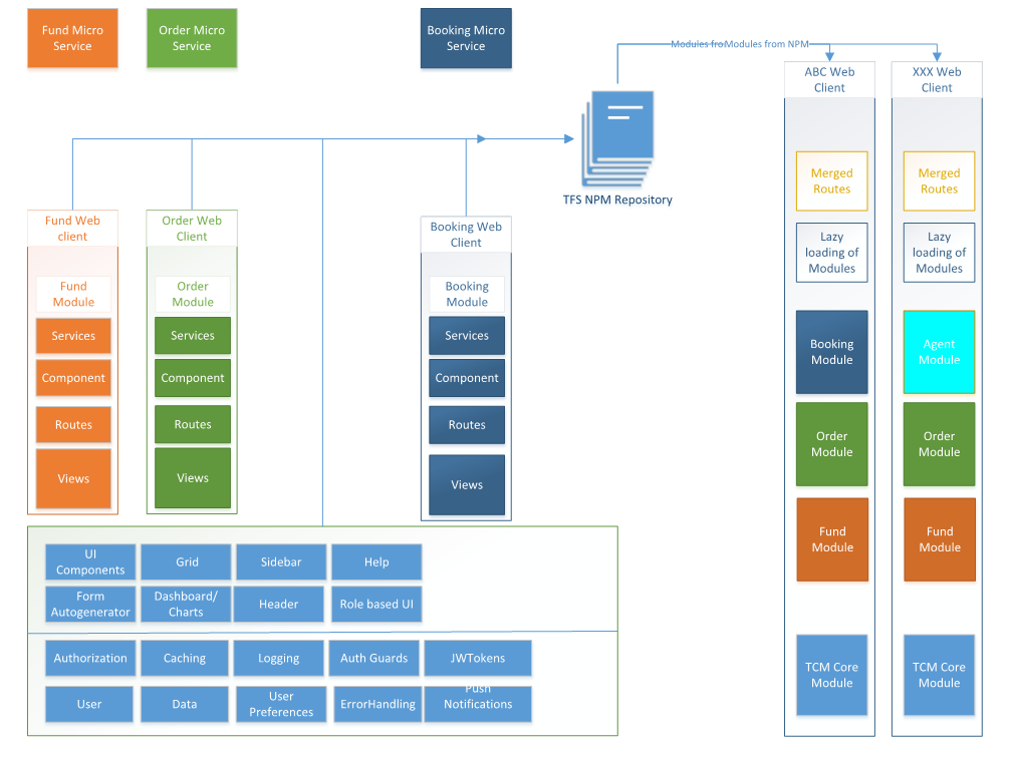 Fund Micro
Service
Order Micro
Service
Booking Micro
Service
Modules fro
Modules from NPM
ABC Web
Client
XXX Web
Client
TFS NPM Repository
Fund Web
client
Fund
Module
Services
Component
Routes
Views
Order Web
Client
Order
Module
Services
Component
Routes
Views
Booking Web
Client
Booking
Module
Services
Component
Routes
Views
Merged
Routes
Lazy
loading of
Modules
Booking
Module
Order
Module
Fund
Module
TCM Core
Module
Merged
Routes
Lazy
loading of
Modules
Agent
Module
Order
Module
Fund
Module
TCM Core
Module
UI
Components
Grid
Sidebar
Help
Form
Autogenerator
Dashboard/
Charts
Header
Role based UI
Authorization
Caching
Logging
Auth Guards
JWTokens
User
Data
User
Preferences
ErrorHandling
Push
Notifications